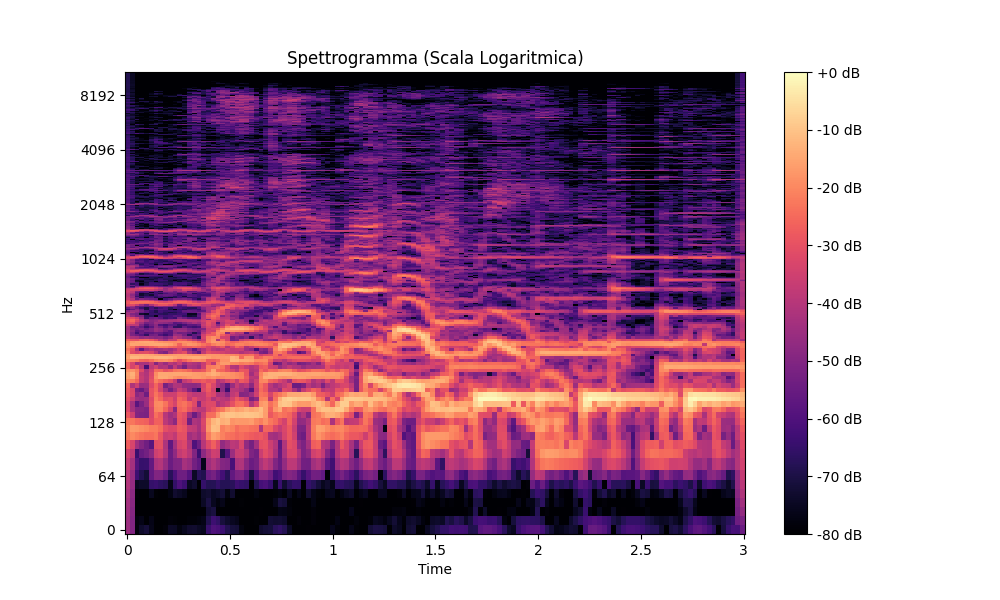 Spettrogramma (Scala Logaritmica)
Hz
8192
4096
2048
1024
512
256
128
64
0
0 0.5 1 1.5 2 2.5 3
Time
+0 dB
-10 dB
-20 dB
-30 dB
-40 dB
-50 dB
-60 dB
-70 dB
-80 dB